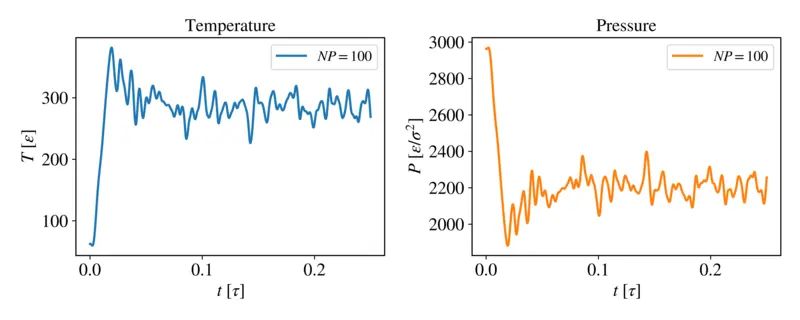 Temperature
NP = 100
300
200
100
T [ε]
0.0
0.1
0.2
t [τ]
Pressure
NP = 100
3000
2800
2600
2400
2200
2000
P [ε/σ²]
0.0
0.1
0.2
t [τ]